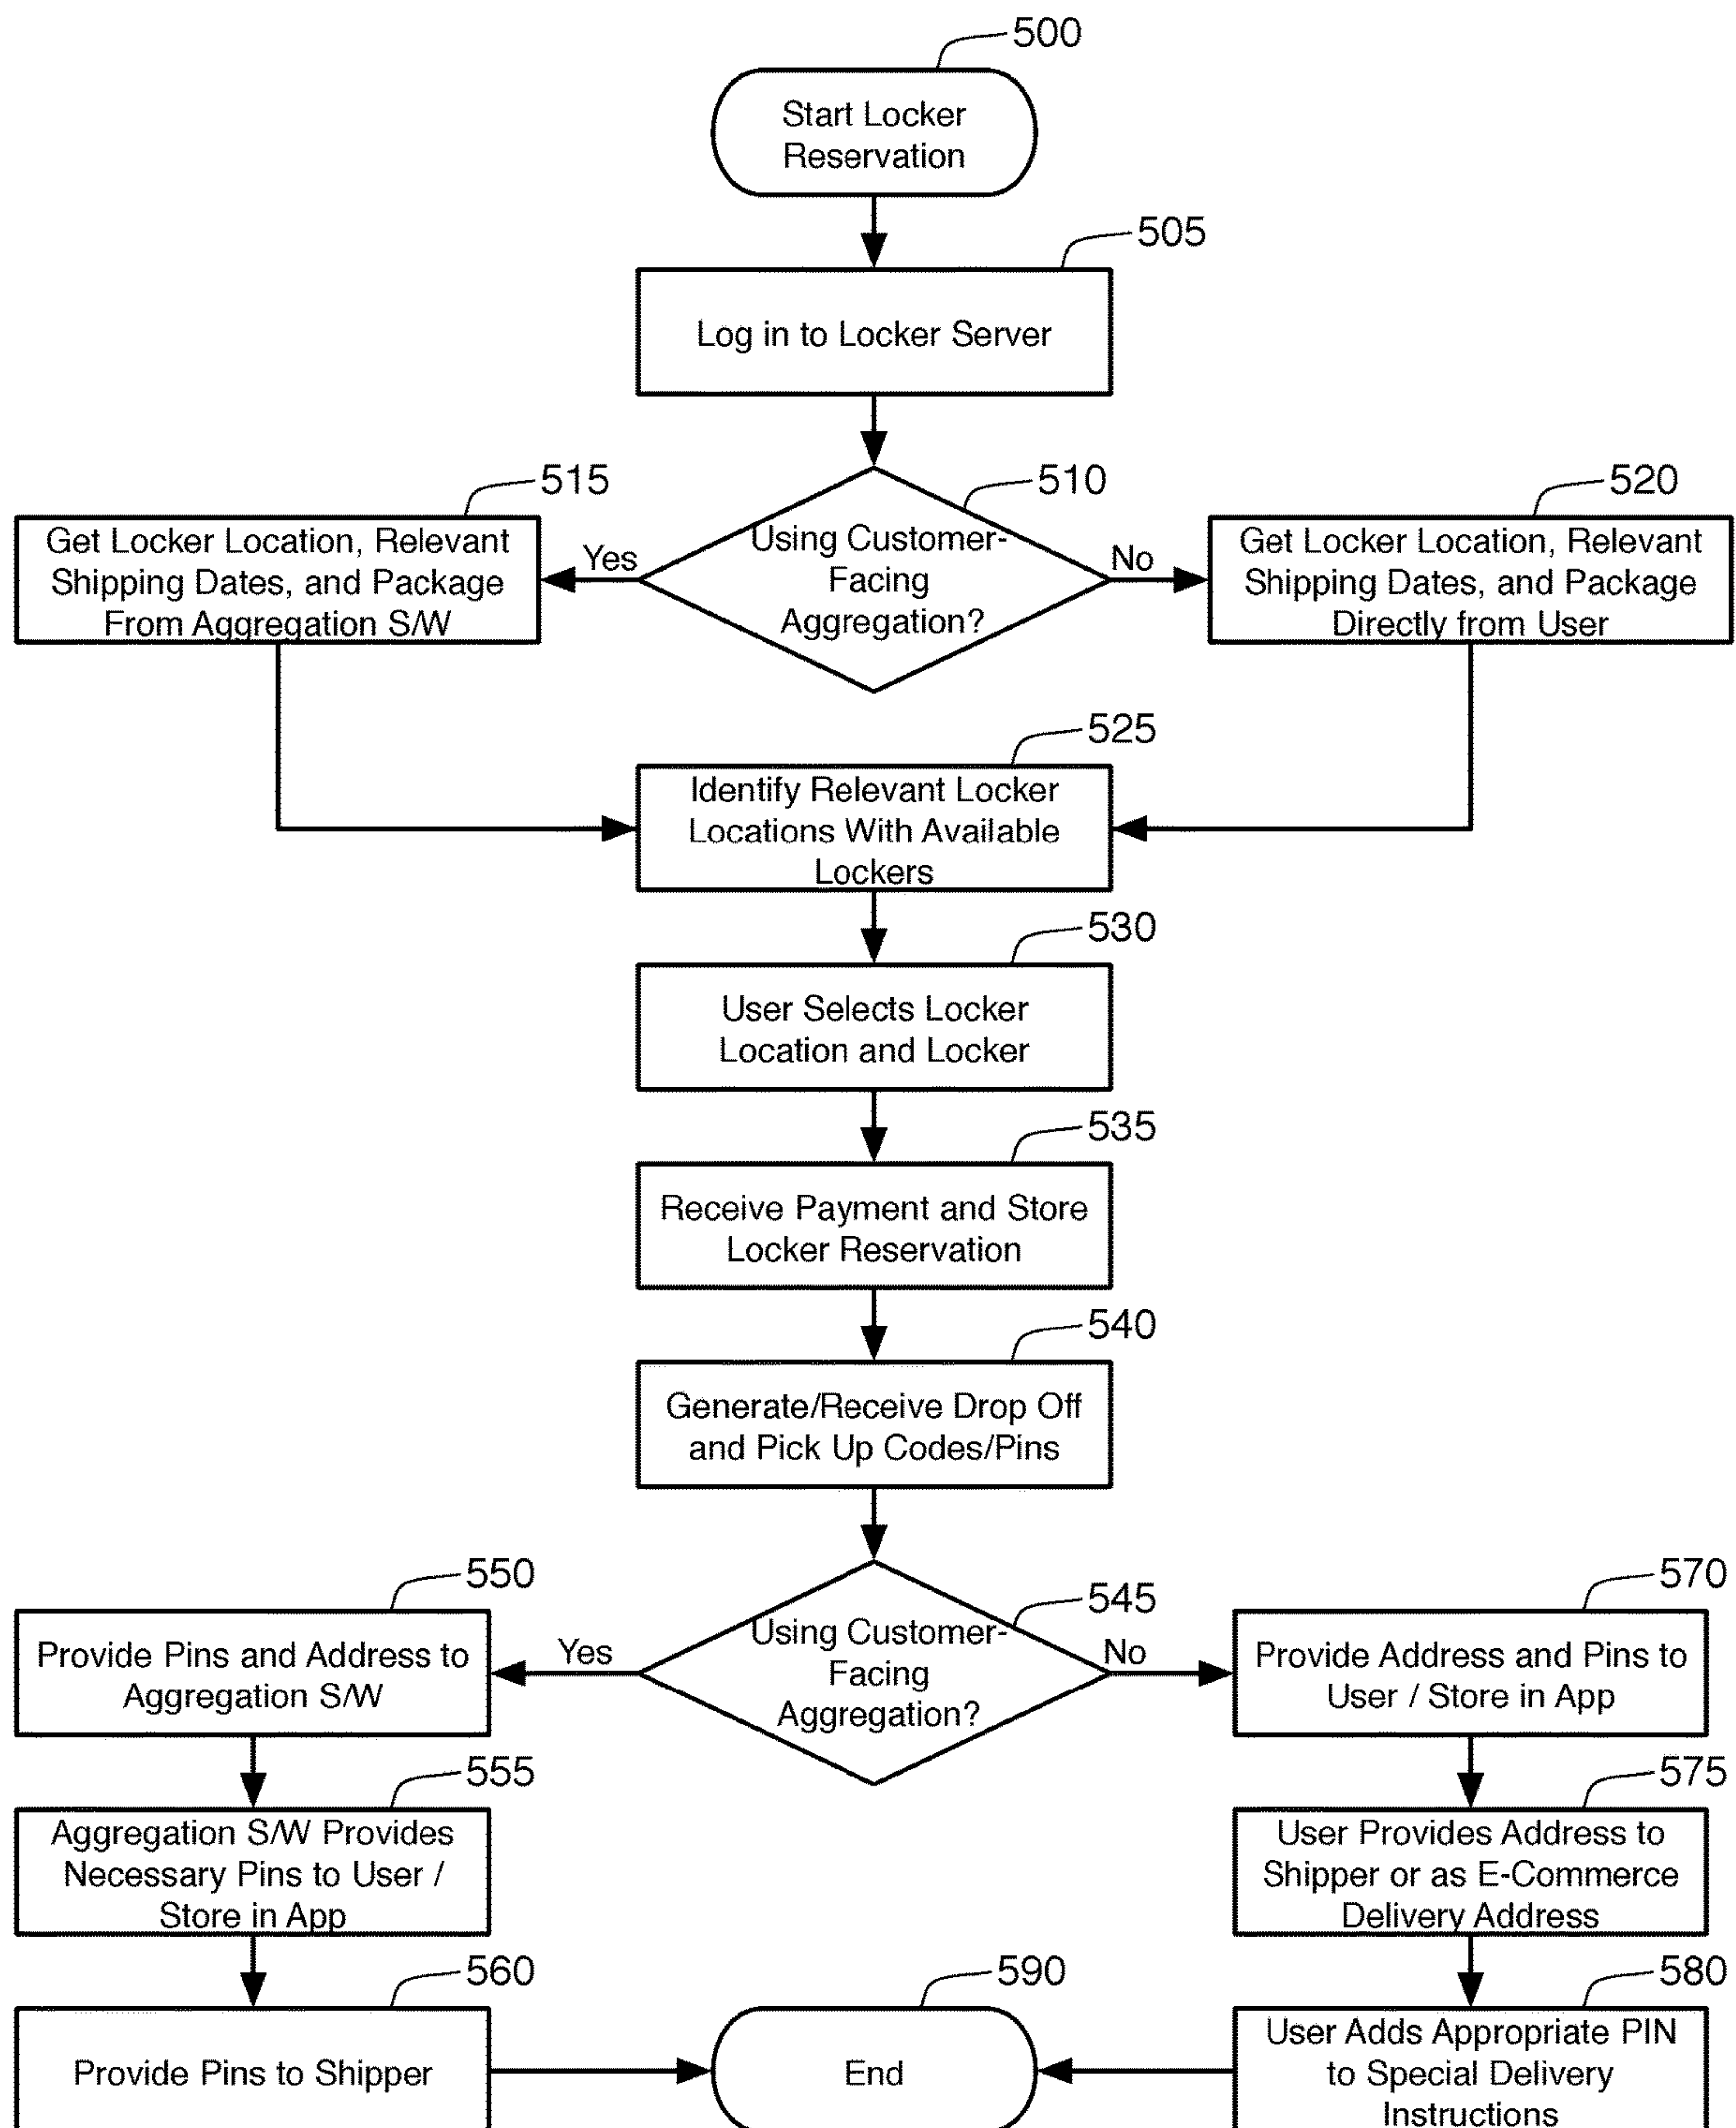 500
Start Locker
Reservation
505
Log in to Locker Server
510
Using Customer-
Facing
Aggregation?
Yes
No
515
Get Locker Location, Relevant
Shipping Dates, and Package
From Aggregation S/W
520
Get Locker Location, Relevant
Shipping Dates, and Package
Directly from User
525
Identify Relevant Locker
Locations With Available
Lockers
530
User Selects Locker
Location and Locker
535
Receive Payment and Store
Locker Reservation
540
Generate/Receive Drop Off
and Pick Up Codes/Pins
545
Using Customer-
Facing
Aggregation?
Yes
No
550
Provide Pins and Address to
Aggregation S/W
555
Aggregation S/W Provides
Necessary Pins to User /
Store in App
560
Provide Pins to Shipper
570
Provide Address and Pins to
User / Store in App
575
User Provides Address to
Shipper or as E-Commerce
Delivery Address
580
User Adds Appropriate PIN
to Special Delivery
Instructions
590
End